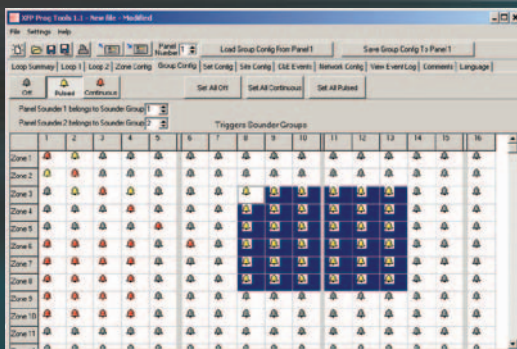 XFP Prog Tools 1.1 - New file - Modified
File Settings Help
Panel Number 1 Load Group Config From Panel 1 Save Group Config To Panel 1
Loop Summary Loop 1 Loop 2 Zone Config Group Config Set Config Site Config C&E Events Network Config View Event Log Comments Language
Off Pulsed Continuous Set All Off Set All Continuous Set All Pulsed
Panel Sounder 1 belongs to Sounder Group 1
Panel Sounder 2 belongs to Sounder Group 2
Triggers Sounder Groups
1 2 3 4 5 6 7 8 9 10 11 12 13 14 15 16
Zone 1
Zone 2
Zone 3
Zone 4
Zone 5
Zone 6
Zone 7
Zone 8
Zone 9
Zone 10
Zone 11